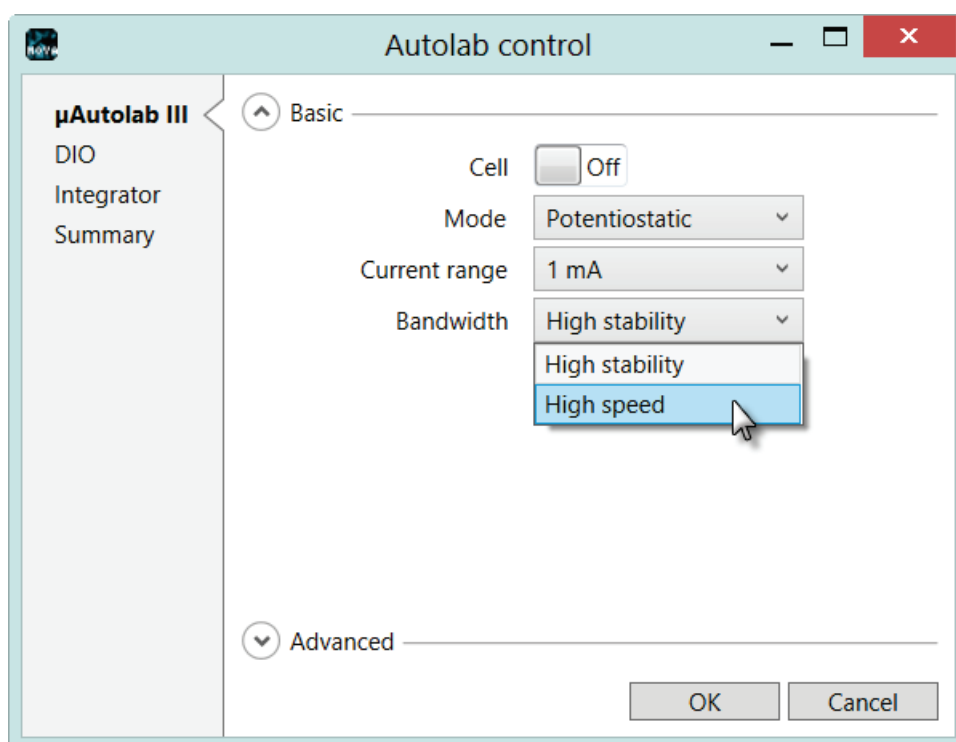 Autolab control
µAutolab III
DIO
Integrator
Summary
Basic
Cell Off
Mode Potentiostatic
Current range 1 mA
Bandwidth High stability
High stability
High speed
Advanced
OK Cancel